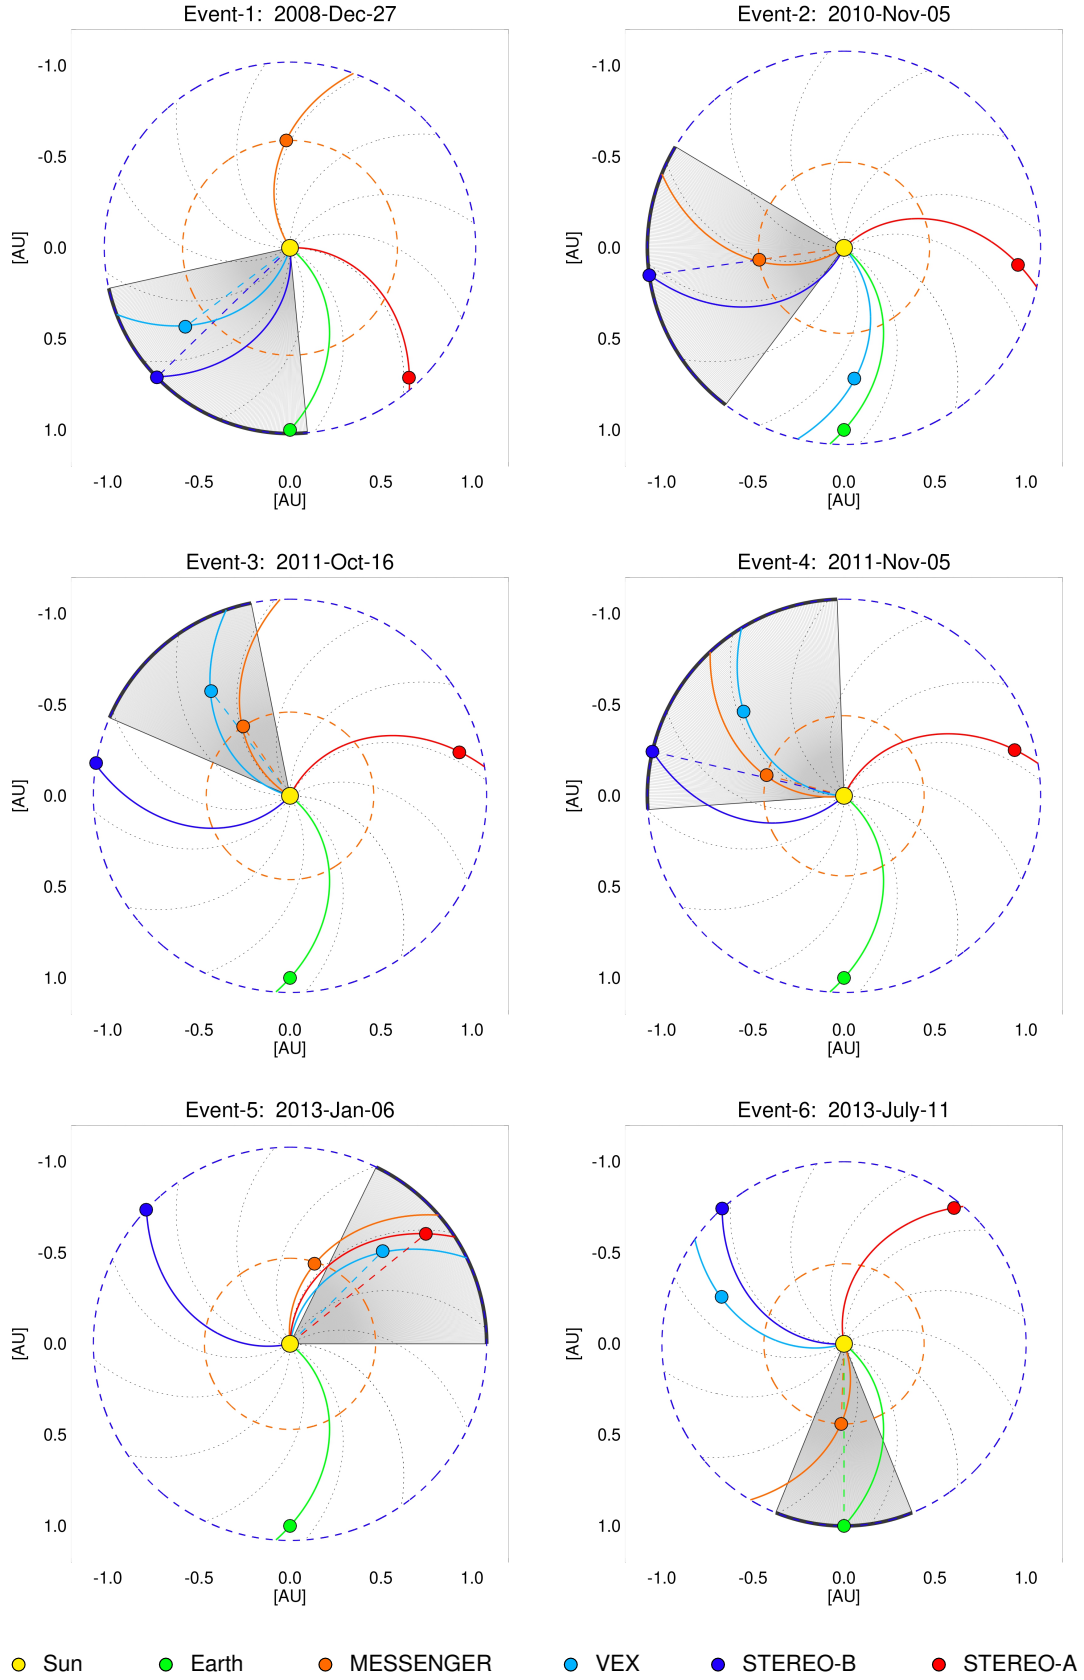 Event-1: 2008-Dec-27
Event-2: 2010-Nov-05
-1.0
-0.5
0.0
0.5
1.0
[AU]
-1.0 -0.5 0.0 0.5 1.0
[AU]
-1.0
-0.5
0.0
0.5
1.0
[AU]
-1.0 -0.5 0.0 0.5 1.0
[AU]
Event-3: 2011-Oct-16
Event-4: 2011-Nov-05
-1.0
-0.5
0.0
0.5
1.0
[AU]
-1.0 -0.5 0.0 0.5 1.0
[AU]
-1.0
-0.5
0.0
0.5
1.0
[AU]
-1.0 -0.5 0.0 0.5 1.0
[AU]
Event-5: 2013-Jan-06
Event-6: 2013-July-11
-1.0
-0.5
0.0
0.5
1.0
[AU]
-1.0 -0.5 0.0 0.5 1.0
[AU]
-1.0
-0.5
0.0
0.5
1.0
[AU]
-1.0 -0.5 0.0 0.5 1.0
[AU]
Sun Earth MESSENGER VEX STEREO-B STEREO-A